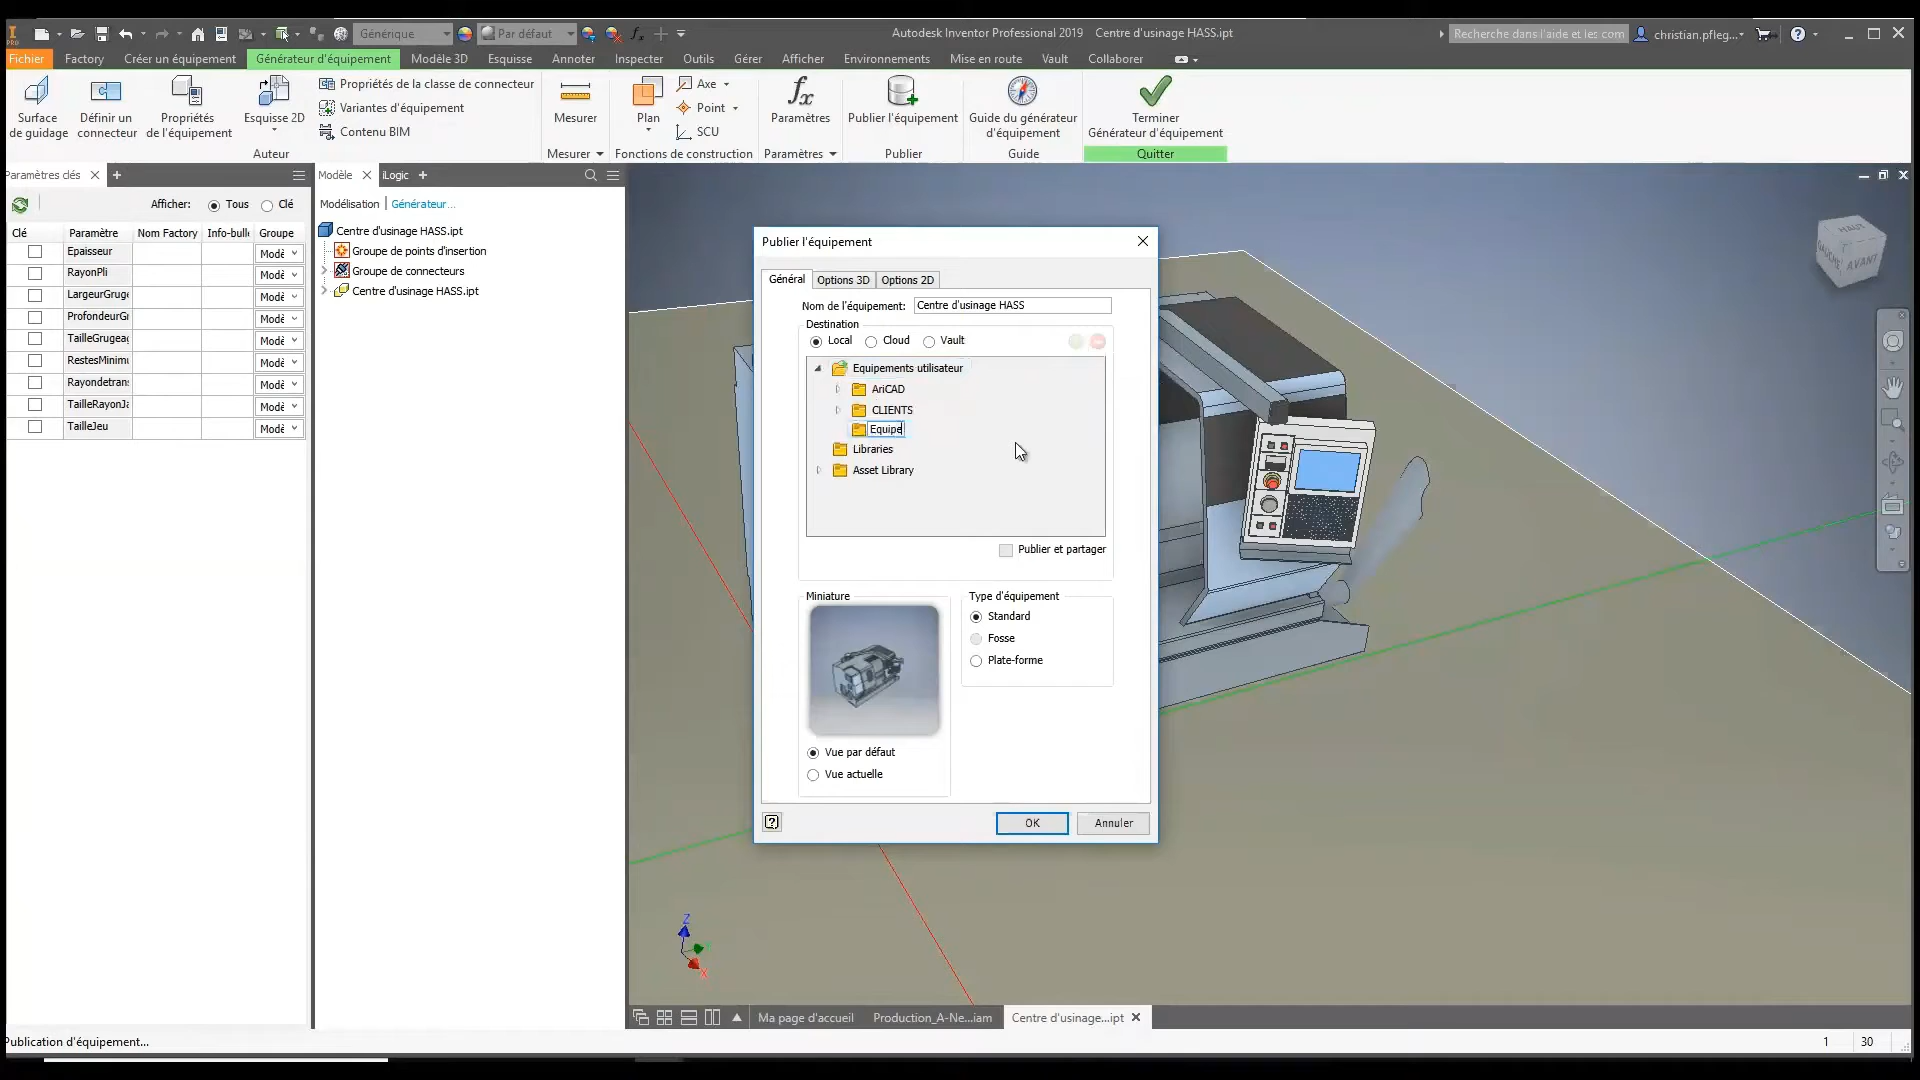 Générique
Par défaut
Autodesk Inventor Professional 2019 Centre d'usinage HASS.ipt
Recherche dans l'aide et les com
christian.pfleg...
Fichier Factory Créer un équipement Générateur d'équipement Modèle 3D Esquisse Annoter Inspecter Outils Gérer Afficher Environnements Mise en route Vault Collaborer
Surface de guidage
Définir un connecteur
Propriétés de l'équipement
Esquisse 2D
Propriétés de la classe de connecteur
Variantes d'équipement
Contenu BIM
Mesurer
Plan
Axe
Point
SCU
Paramètres
Publier l'équipement
Guide du générateur d'équipement
Terminer Générateur d'équipement
Auteur Mesurer Fonctions de construction Paramètres Publier Guide Quitter
Paramètres clés
Modèle iLogic
Afficher: Tous Clé
Modélisation Générateur...
Clé Paramètre Nom Factory Info-bull Groupe
Epaisseur Modè
RayonPli Modè
LargeurGruge Modè
ProfondeurGr Modè
TailleGrugeag Modè
RestesMinimu Modè
Rayondetrans Modè
TailleRayonJa Modè
TailleJeu Modè
Centre d'usinage HASS.ipt
Groupe de points d'insertion
Groupe de connecteurs
Centre d'usinage HASS.ipt
Publier l'équipement
Général Options 3D Options 2D
Nom de l'équipement: Centre d'usinage HASS
Destination
Local Cloud Vault
Equipements utilisateur
AriCAD
CLIENTS
Equipe
Libraries
Asset Library
Publier et partager
Miniature
Type d'équipement
Standard
Fosse
Plate-forme
Vue par défaut
Vue actuelle
OK Annuler
HAUT
GAUCHE AVANT
Z
X
Ma page d'accueil Production_A-Ne...iam Centre d'usinage...ipt
Publication d'équipement...
1 30